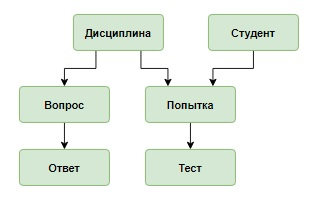 Дисциплина
Студент
Вопрос
Попытка
Ответ
Тест